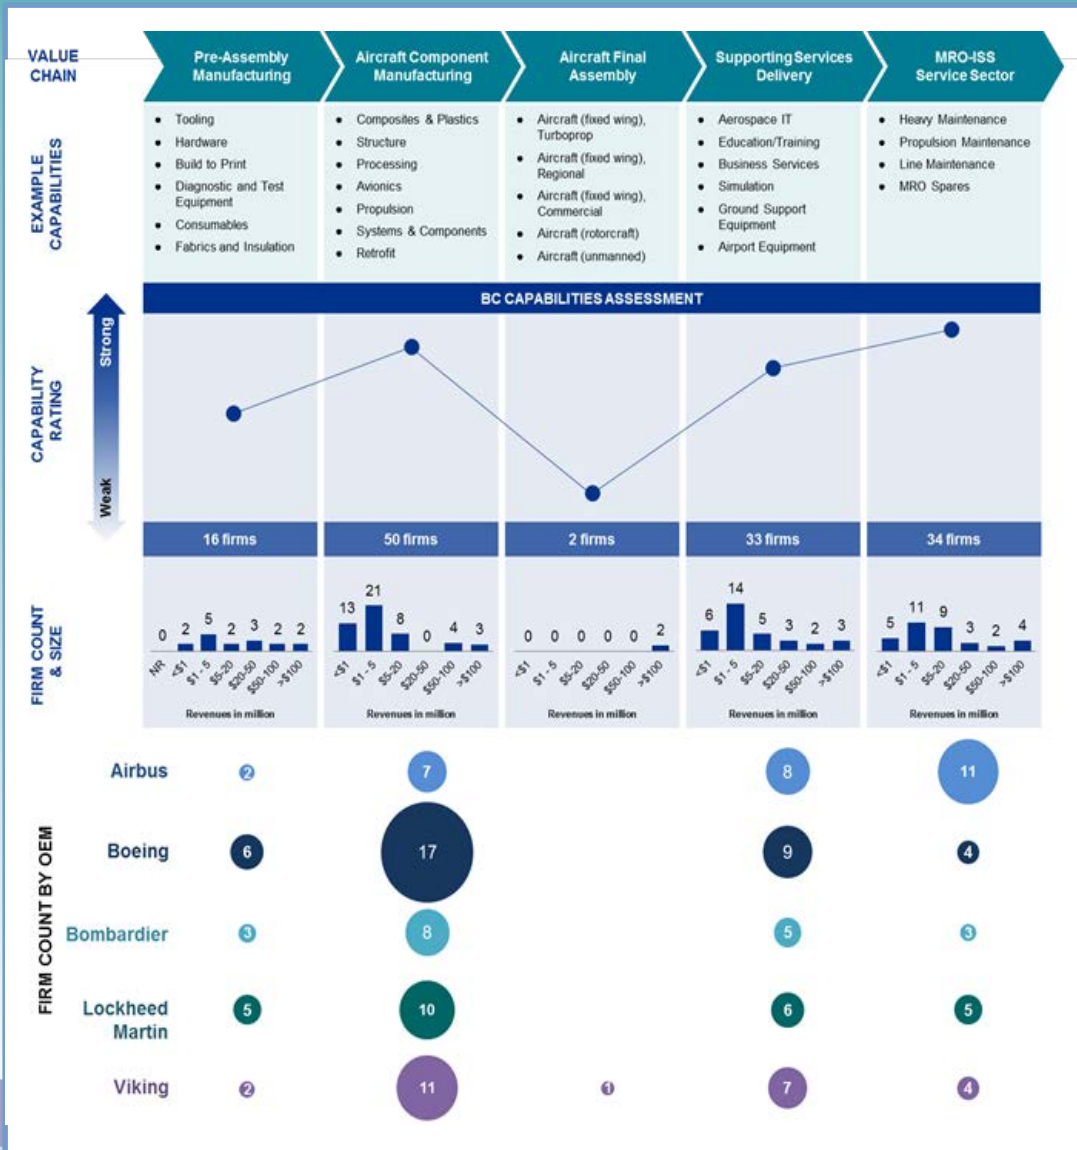 VALUE
CHAIN
Pre-Assembly
Manufacturing
Aircraft Component
Manufacturing
Aircraft Final
Assembly
Supporting Services
Delivery
MRO-ISS
Service Sector
EXAMPLE
CAPABILITIES
• Tooling
• Hardware
• Build to Print
• Diagnostic and Test
Equipment
• Consumables
• Fabrics and Insulation
• Composites & Plastics
• Structure
• Processing
• Avionics
• Propulsion
• Systems & Components
• Retrofit
• Aircraft (fixed wing),
Turboprop
• Aircraft (fixed wing),
Regional
• Aircraft (fixed wing),
Commercial
• Aircraft (rotorcraft)
• Aircraft (unmanned)
• Aerospace IT
• Education/Training
• Business Services
• Simulation
• Ground Support
Equipment
• Airport Equipment
• Heavy Maintenance
• Propulsion Maintenance
• Line Maintenance
• MRO Spares
BC CAPABILITIES ASSESSMENT
CAPABILITY
RATING
Strong
Weak
16 firms
50 firms
2 firms
33 firms
34 firms
FIRM COUNT
& SIZE
0 2 5 2 3 2 2
NR <$1 $1 - 5 $5-20 $20-50 $50-100 >$100
Revenues in million
13 21 8 0 4 3
<$1 $1 - 5 $5-20 $20-50 $50-100 >$100
Revenues in million
0 0 0 0 0 2
<$1 $1 - 5 $5-20 $20-50 $50-100 >$100
Revenues in million
6 14 5 3 2 3
<$1 $1 - 5 $5-20 $20-50 $50-100 >$100
Revenues in million
5 11 9 3 2 4
<$1 $1 - 5 $5-20 $20-50 $50-100 >$100
Revenues in million
FIRM COUNT BY OEM
Airbus 2 7 8 11
Boeing 6 17 9 4
Bombardier 3 8 5 3
Lockheed
Martin
5 10 6 5
Viking 2 11 1 7 4